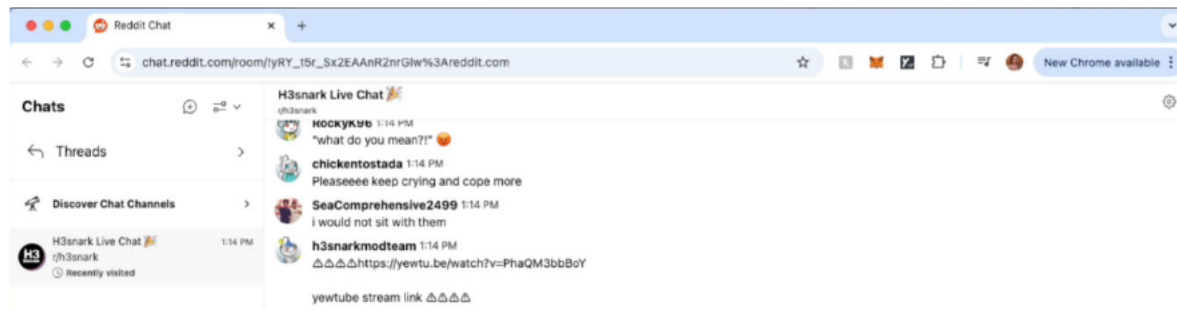 Reddit Chat
chat.reddit.com/room/!yRY_t5r_Sx2EAAnR2nrGlw%3Areddit.com
New Chrome available
Chats
Threads
Discover Chat Channels
H3snark Live Chat 🎉 1:14 PM
r/h3snark
Recently visited
H3
H3snark Live Chat 🎉
r/h3snark
RockyK96 1:14 PM
"what do you mean?!" 😡
chickentostada 1:14 PM
Pleaseeee keep crying and cope more
SeaComprehensive2499 1:14 PM
i would not sit with them
h3snarkmodteam 1:14 PM
⚠⚠⚠⚠https://yewtu.be/watch?v=PhaQM3bbBoY
yewtube stream link ⚠⚠⚠⚠